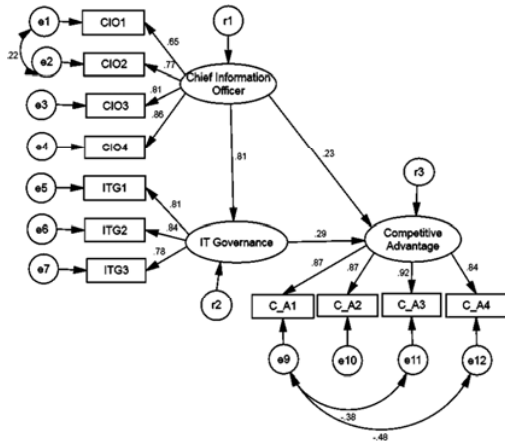 e1
CIO1
r1
.65
.22
e2
CIO2
.77
Chief Information
Officer
e3
CIO3
.81
.86
e4
CIO4
.81
.23
r3
e5
ITG1
.81
e6
ITG2
.84
IT Governance
.29
Competitive
Advantage
e7
ITG3
.78
r2
.87
.87
.92
.84
C_A1
C_A2
C_A3
C_A4
e9
e10
e11
e12
-.38
-.48